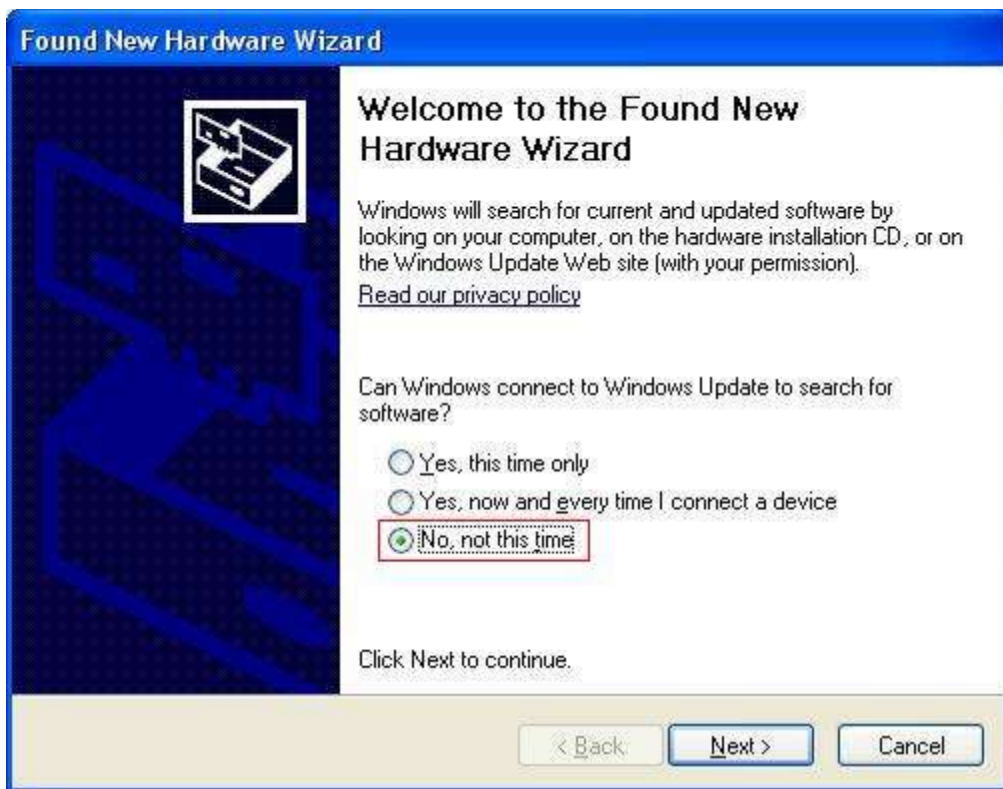 Found New Hardware Wizard
Welcome to the Found New
Hardware Wizard
Windows will search for current and updated software by
looking on your computer, on the hardware installation CD, or on
the Windows Update Web site (with your permission).
Read our privacy policy
Can Windows connect to Windows Update to search for
software?
Yes, this time only
Yes, now and every time I connect a device
No, not this time
Click Next to continue.
< Back Next > Cancel